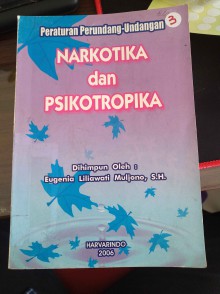 Peraturan Perundang-Undangan
3
NARKOTIKA
dan
PSIKOTROPIKA
Dihimpun Oleh :
Eugenia Liliawati Muljono, S.H.
HARVARINDO
2006